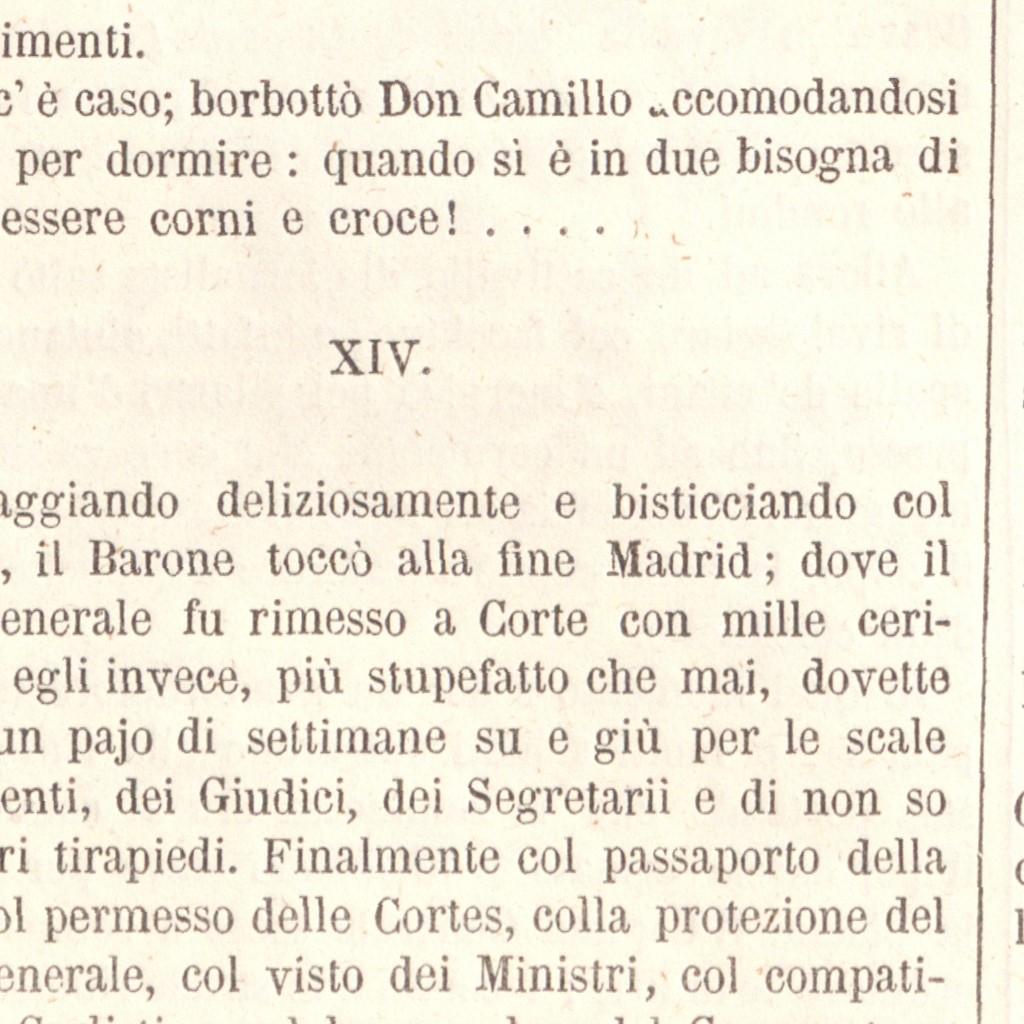 imenti.
c' è caso; borbottò Don Camillo accomodandosi
per dormire : quando sì è in due bisogna di
essere corni e croce! . . . .
XIV.
aggiando deliziosamente e bisticciando col
, il Barone toccò alla fine Madrid ; dove il
enerale fu rimesso a Corte con mille ceri-
egli invece, più stupefatto che mai, dovette
un pajo di settimane su e giù per le scale
enti, dei Giudici, dei Segretarii e di non so
ri tirapiedi. Finalmente col passaporto della
ol permesso delle Cortes, colla protezione del
enerale, col visto dei Ministri, col compati-